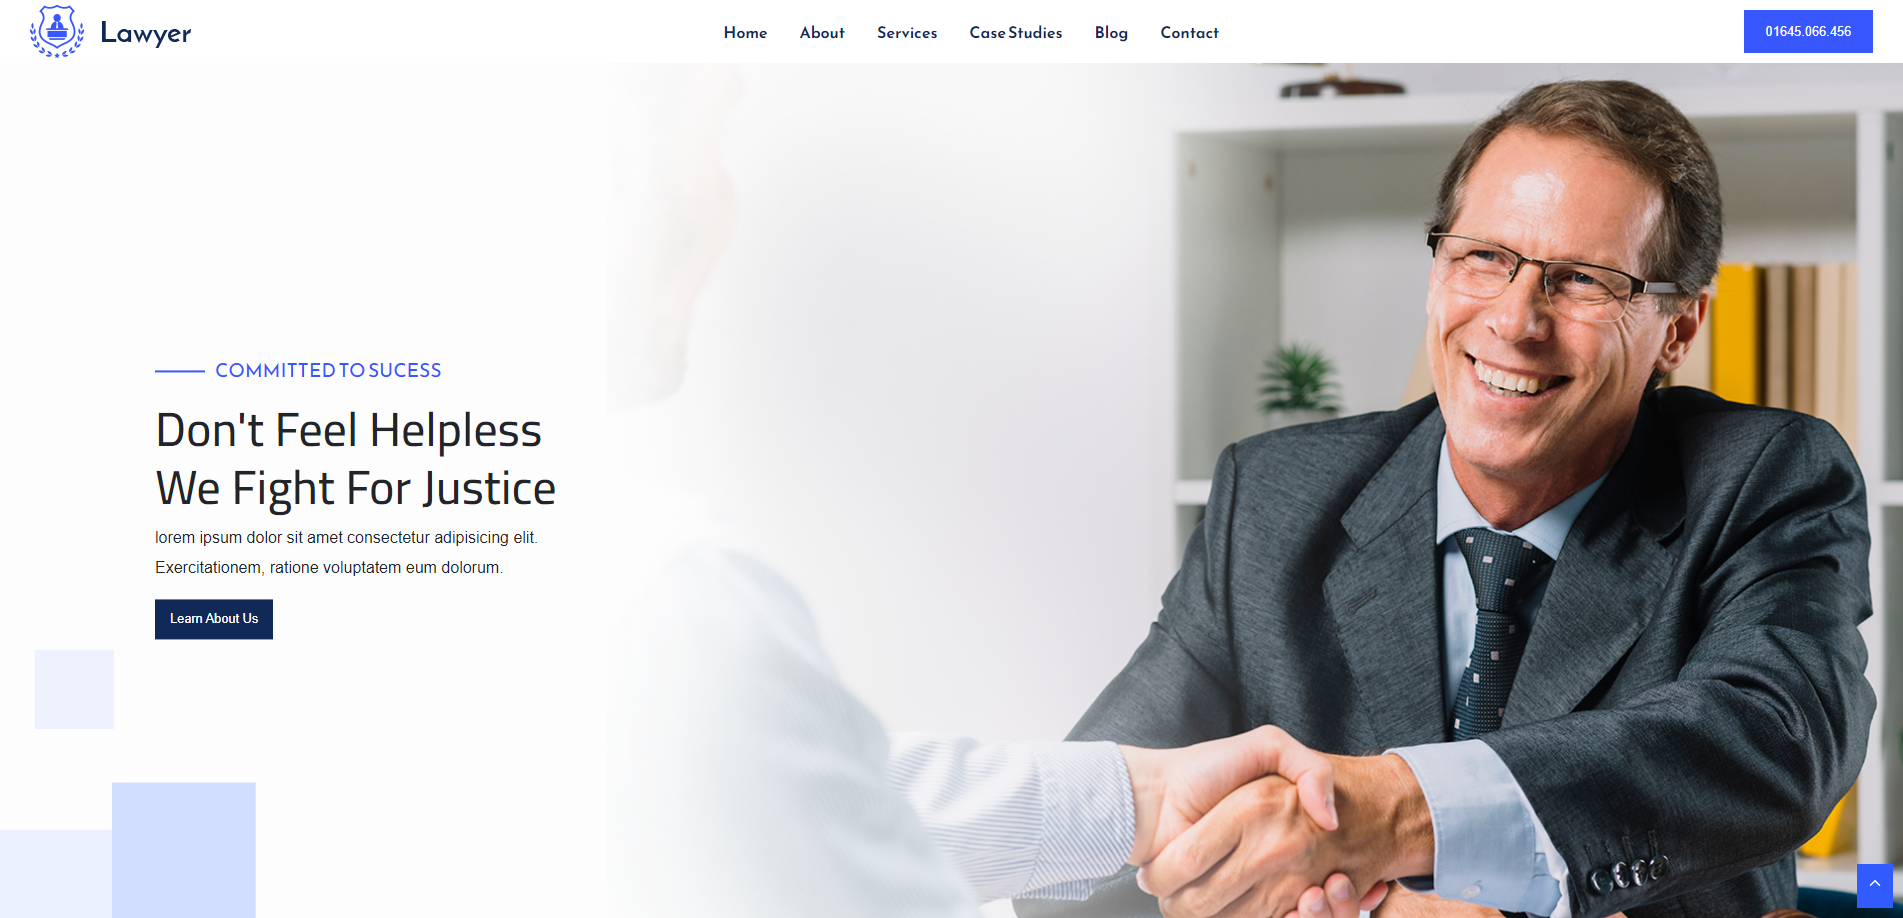 Lawyer
Home About Services Case Studies Blog Contact
01645.066.456
COMMITTED TO SUCESS
Don't Feel Helpless
We Fight For Justice
lorem ipsum dolor sit amet consectetur adipisicing elit.
Exercitationem, ratione voluptatem eum dolorum.
Learn About Us